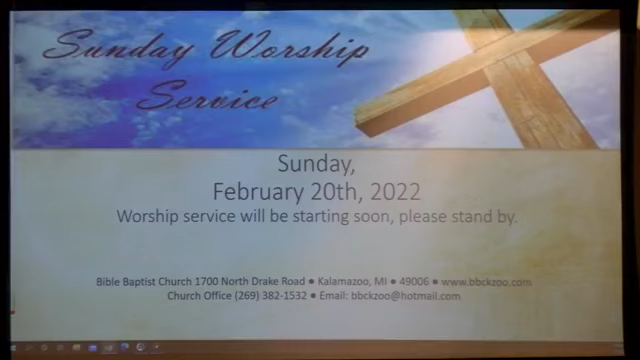 Sunday Worship
Service
Sunday,
February 20th, 2022
Worship service will be starting soon, please stand by.
Bible Baptist Church 1700 North Drake Road ● Kalamazoo, MI ● 49006 ● www.bbckzoo.com
Church Office (269) 382-1532 ● Email: bbckzoo@hotmail.com